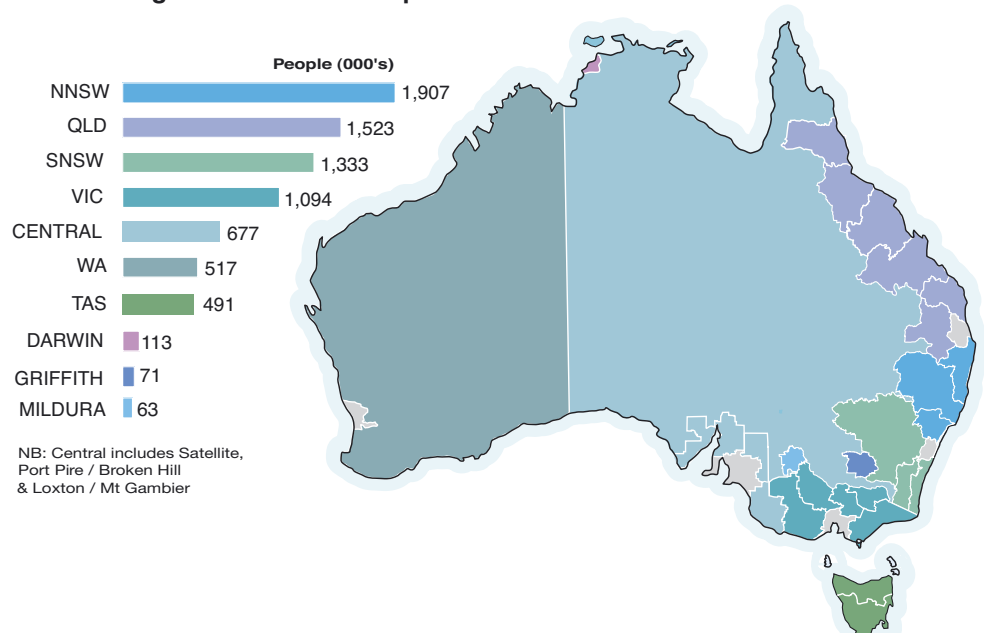 People (000's)
NNSW 1,907
QLD 1,523
SNSW 1,333
VIC 1,094
CENTRAL 677
WA 517
TAS 491
DARWIN 113
GRIFFITH 71
MILDURA 63
NB: Central includes Satellite,
Port Pire / Broken Hill
& Loxton / Mt Gambier